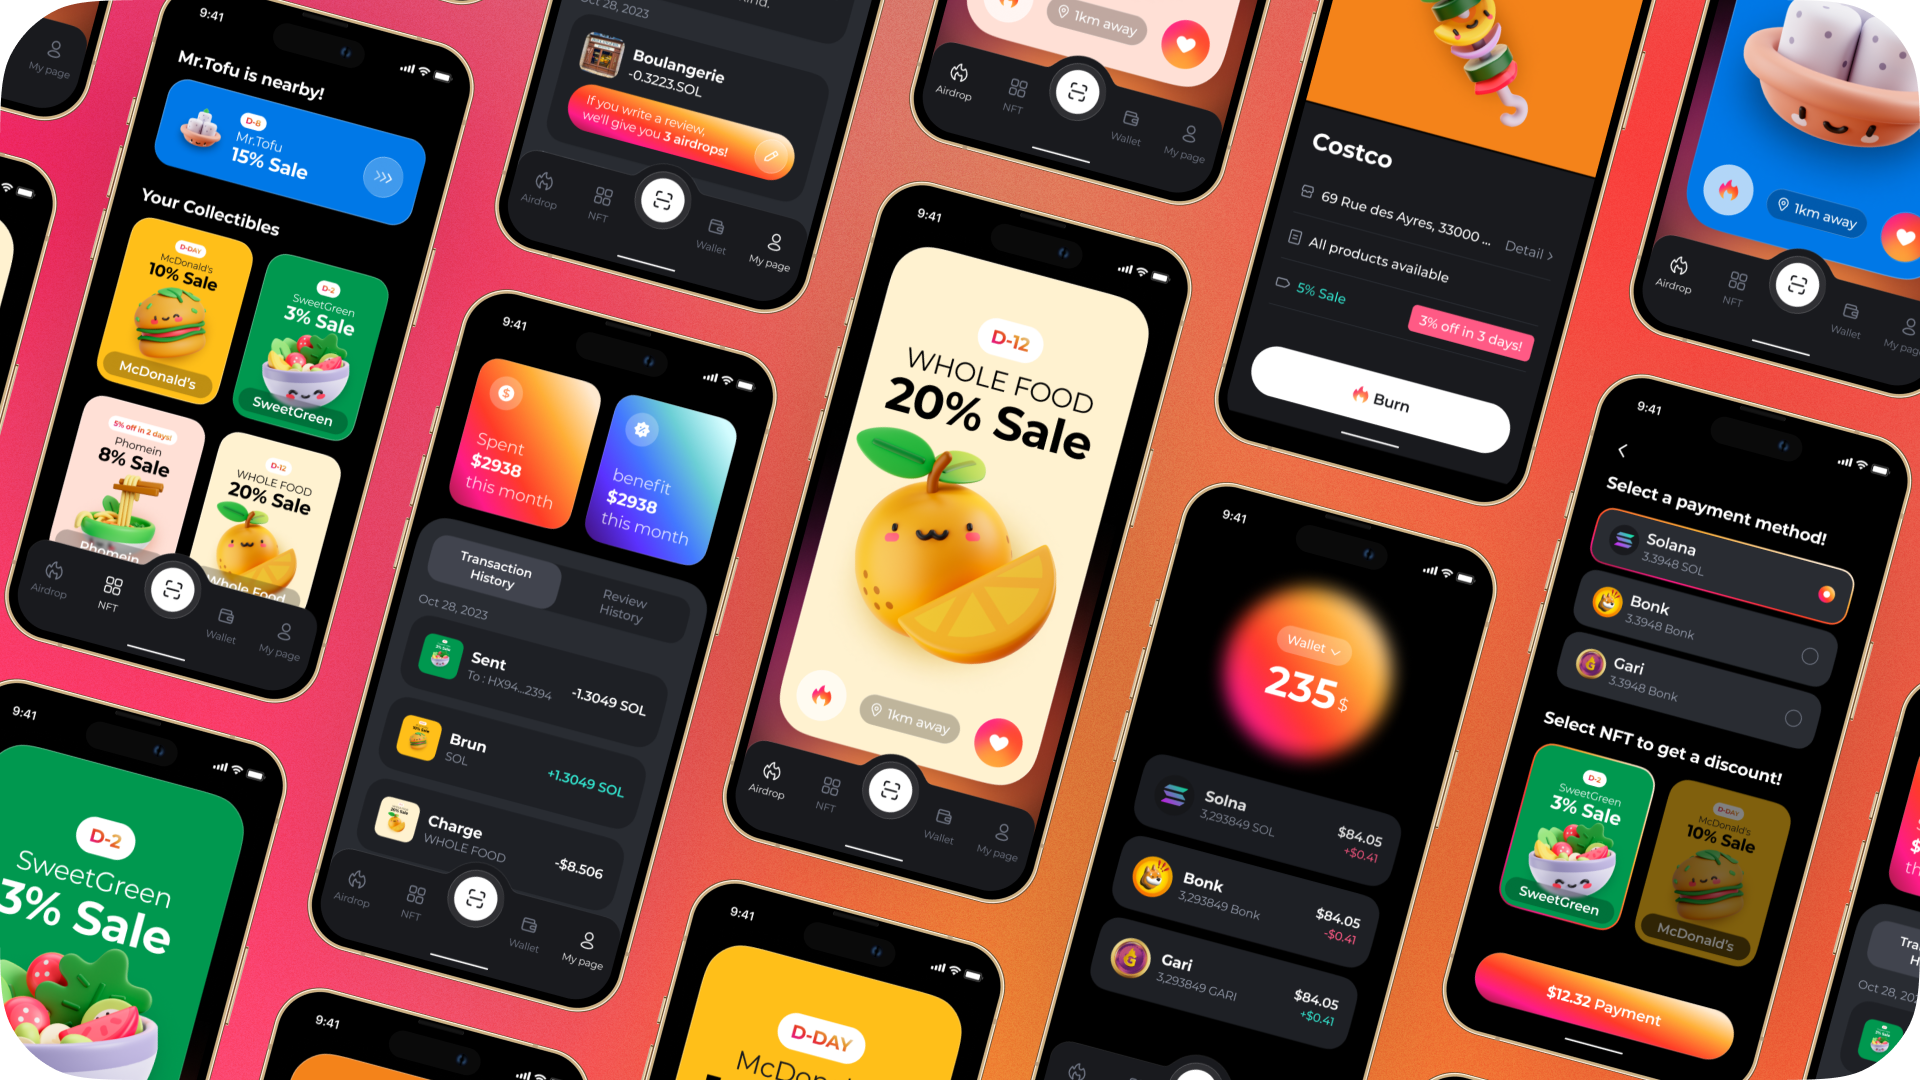 My page
9:41
Mr.Tofu is nearby!
D-8
Mr.Tofu
15% Sale
Your Collectibles
D-DAY
McDonald's
10% Sale
McDonald's
D-2
SweetGreen
3% Sale
SweetGreen
5% off in 2 days!
Phomein
8% Sale
Phomein
D-12
WHOLE FOOD
20% Sale
Whole Food
Airdrop
NFT
Wallet
My page
9:41
D-2
SweetGreen
3% Sale
Oct 28, 2023
Boulangerie
-0.3223.SOL
If you write a review,
we'll give you 3 airdrops!
Airdrop
NFT
Wallet
My page
9:41
Spent
$2938
this month
benefit
$2938
this month
Transaction
History
Review
History
Oct 28, 2023
Sent
To : HX94...2394
-1.3049 SOL
Brun
SOL
+1.3049 SOL
Charge
WHOLE FOOD
-$8.506
Airdrop
NFT
Wallet
My page
9:41
1km away
Airdrop
NFT
Wallet
My page
9:41
D-12
WHOLE FOOD
20% Sale
1km away
Airdrop
NFT
Wallet
My page
9:41
D-DAY
McDonald's
Costco
69 Rue des Ayres, 33000 ...
Detail >
All products available
5% Sale
3% off in 3 days!
Burn
9:41
Wallet
235 $
Solna
3,293849 SOL
$84.05
+$0.41
Bonk
3,293849 Bonk
$84.05
-$0.41
Gari
3,293849 GARI
$84.05
+$0.41
1km away
Airdrop
NFT
Wallet
My page
9:41
Select a payment method!
Solana
3.3948 SOL
Bonk
3.3948 Bonk
Gari
3.3948 Bonk
Select NFT to get a discount!
D-2
SweetGreen
3% Sale
SweetGreen
D-DAY
McDonald's
10% Sale
McDonald's
$12.32 Payment
Oct 28, 202